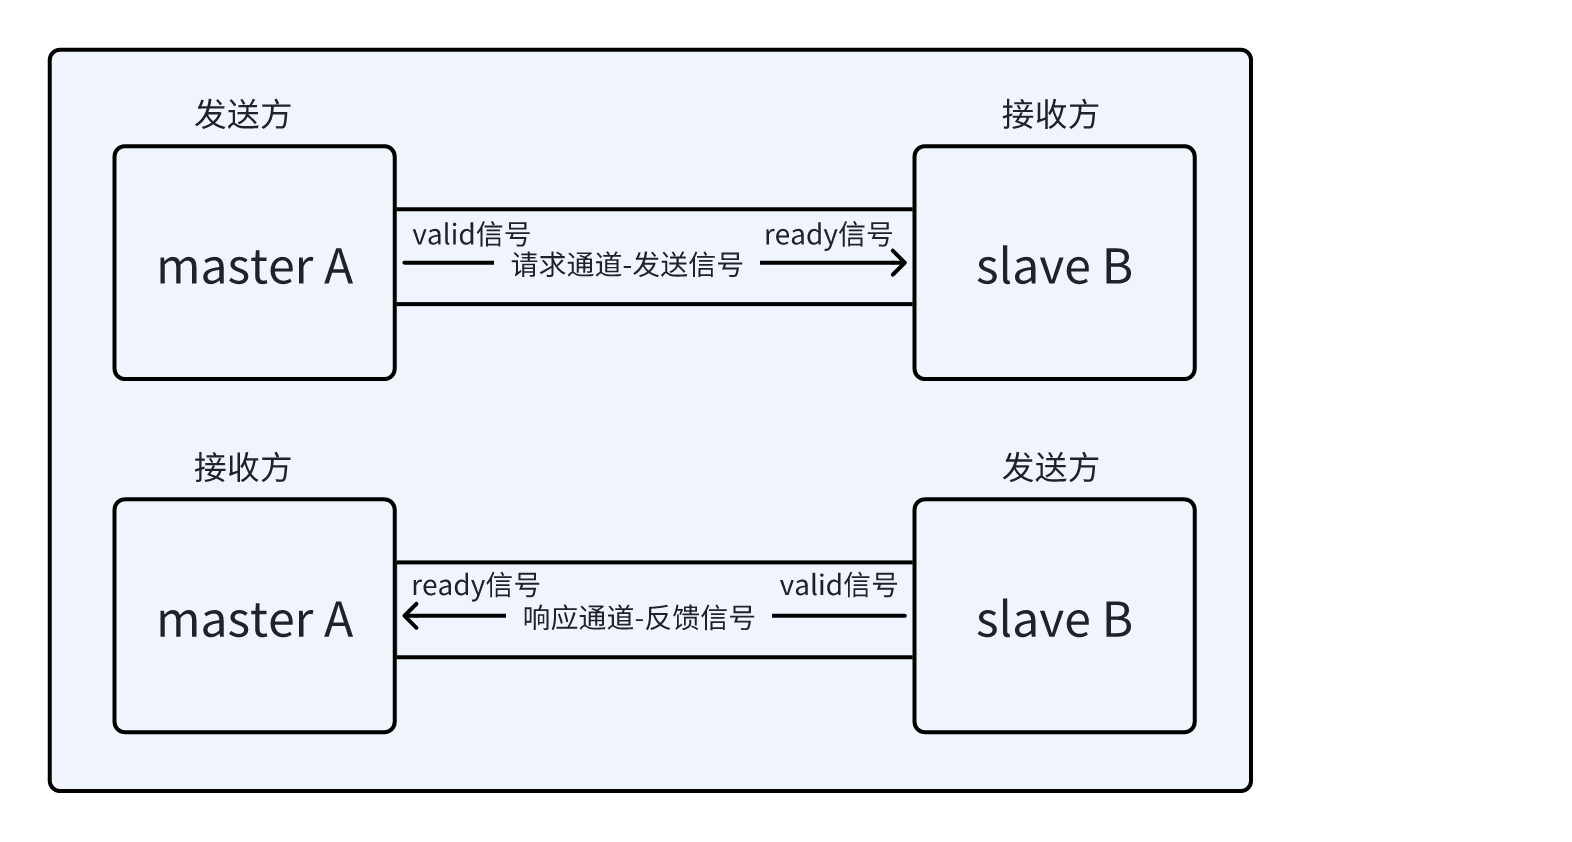 发送方
接收方
master A
valid信号
ready信号
请求通道-发送信号
slave B
接收方
发送方
master A
ready信号
valid信号
响应通道-反馈信号
slave B